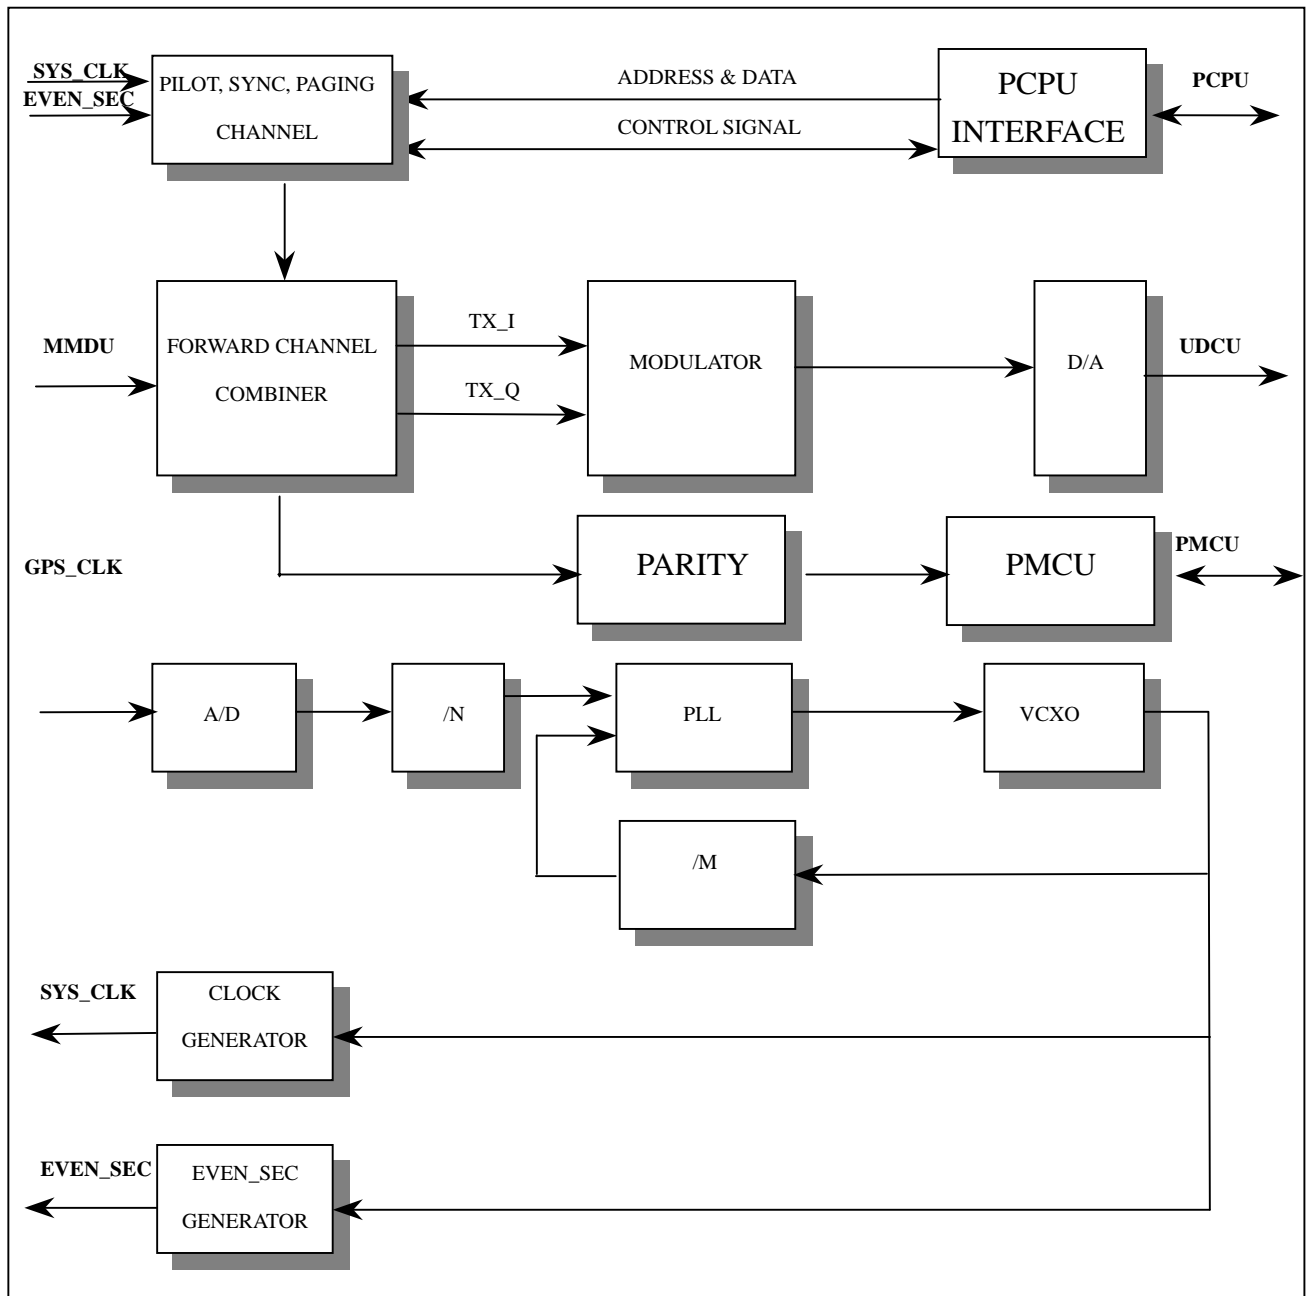 SYS_CLK
EVEN_SEC
PILOT, SYNC, PAGING
CHANNEL
ADDRESS & DATA
CONTROL SIGNAL
PCPU
INTERFACE
PCPU
MMDU
FORWARD CHANNEL
COMBINER
TX_I
TX_Q
MODULATOR
D/A
UDCU
GPS_CLK
PARITY
PMCU
PMCU
A/D
/N
PLL
VCXO
/M
SYS_CLK
CLOCK
GENERATOR
EVEN_SEC
EVEN_SEC
GENERATOR